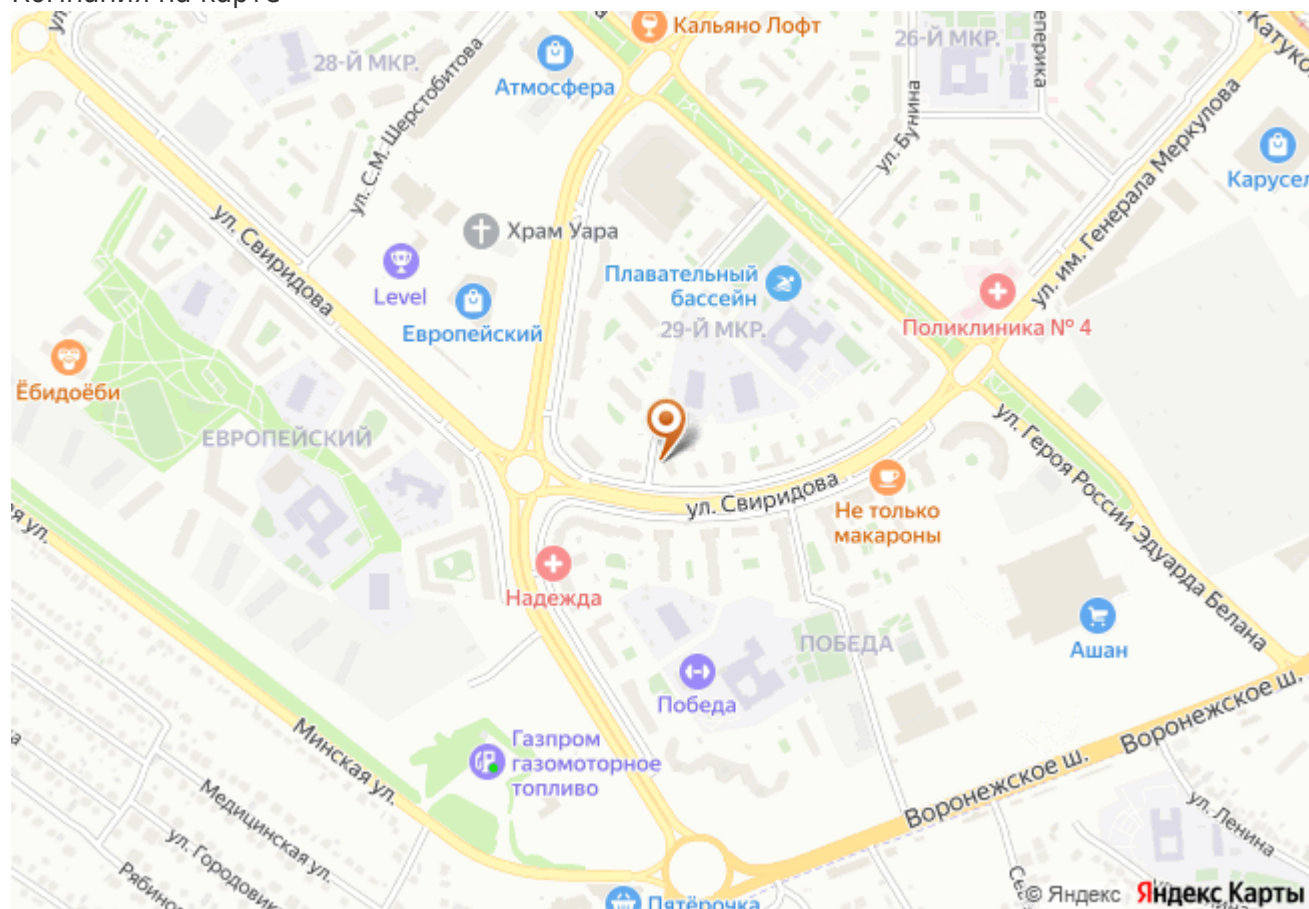 Компания на карте
Кальяно Лофт
28-Й МКР.
26-Й МКР.
Атмосфера
ул. С.М. Шерстобитова
ул. Бунина
ул. им. Генерала Меркулова
ул. Свиридова
Храм Уара
Level
Европейский
Плавательный
бассейн
29-Й МКР.
Поликлиника № 4
Ёбидоёби
ЕВРОПЕЙСКИЙ
ул. Свиридова
Не только
макароны
ул. Героя России Эдуарда Белана
Надежда
ПОБЕДА
Ашан
Победа
Газпром
газомоторное
топливо
Минская ул.
Воронежское ш.
Воронежское ш.
Медицинская ул.
ул. Ленина
Пятёрочка
© Яндекс Яндекс Карты